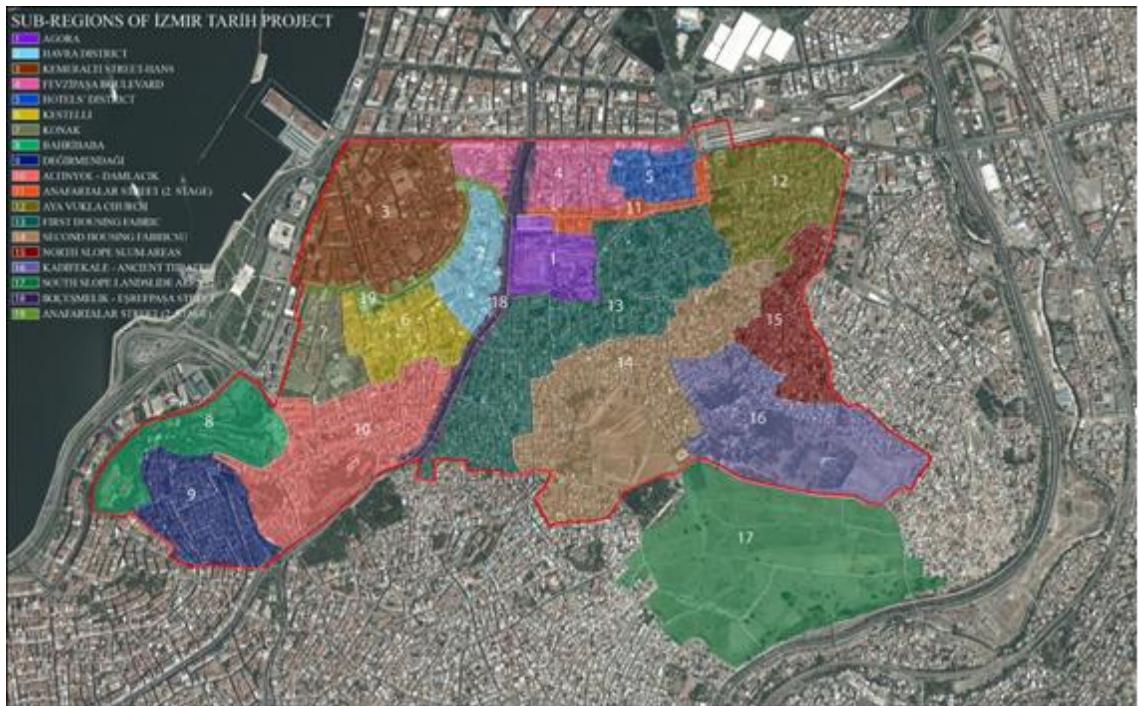 SUB-REGIONS OF İZMIR TARİH PROJECT
1 AGORA
2 HAVRA DISTRICT
3 KEMERALTI STREET-HANS
4 FEVZİPAŞA BOULEVARD
5 HOTELS' DISTRICT
6 KESTELLİ
7 KONAK
8 BAHRİBABA
9 DEĞİRMENDAĞI
10 ALTINYOL - DAMLACIK
11 ANAFARTALAR STREET (2. STAGE)
12 AYA VUKLA CHURCH
13 FIRST HOUSING FABRIC
14 SECOND HOUSING
15 NORTH SLOPE SLUM AREAS
16 KADİFEKALE - ANCIENT
17 SOUTH SLOPE LANDSLIDE
18 İKİÇEŞMELİK - EŞREFPAŞA STREET
19 ANAFARTALAR STREET (2. STAGE)
3
4
5
12
11
2
1
19
18
13
6
7
15
14
8
10
16
9
17